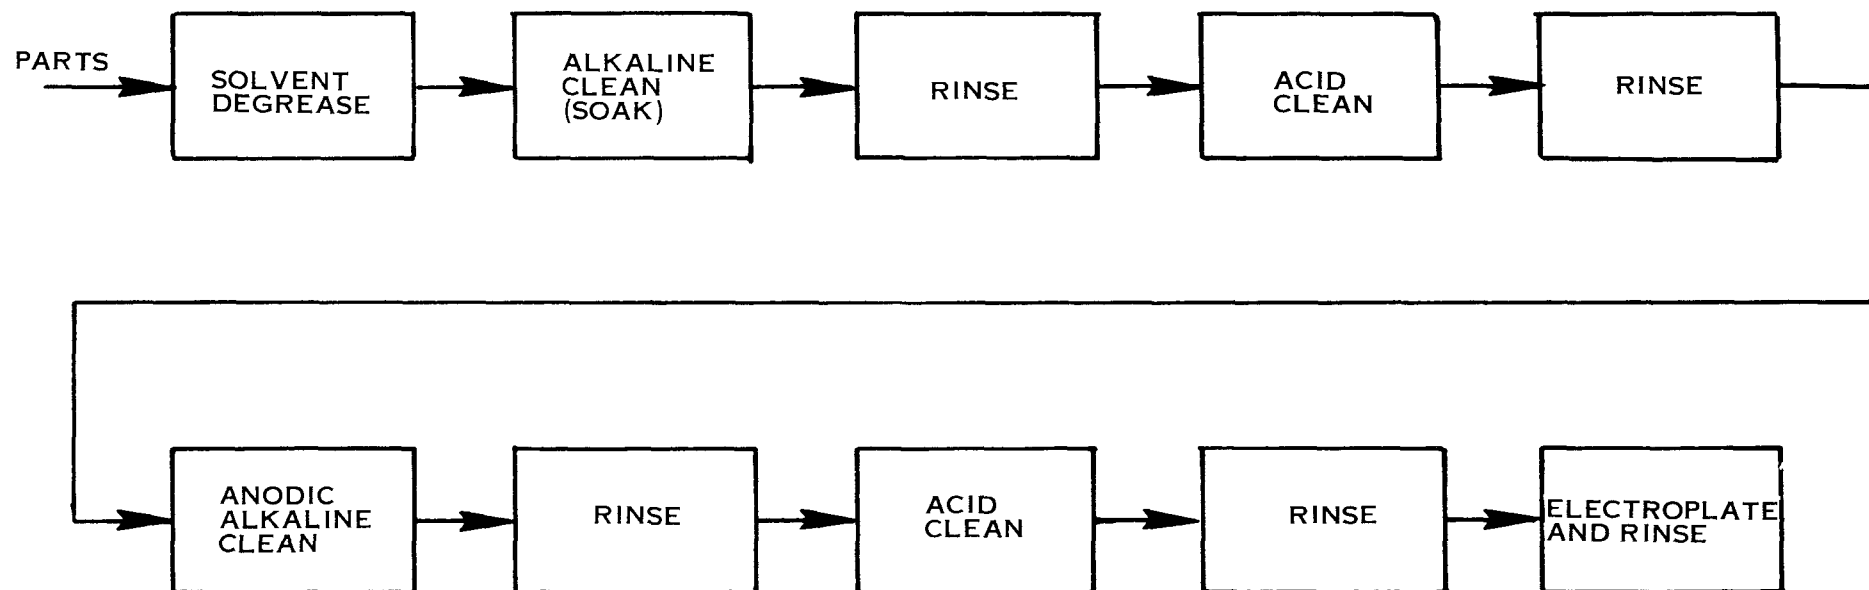 PARTS
SOLVENT
DEGREASE
ALKALINE
CLEAN
(SOAK)
RINSE
ACID
CLEAN
RINSE
ANODIC
ALKALINE
CLEAN
RINSE
ACID
CLEAN
RINSE
ELECTROPLATE
AND RINSE